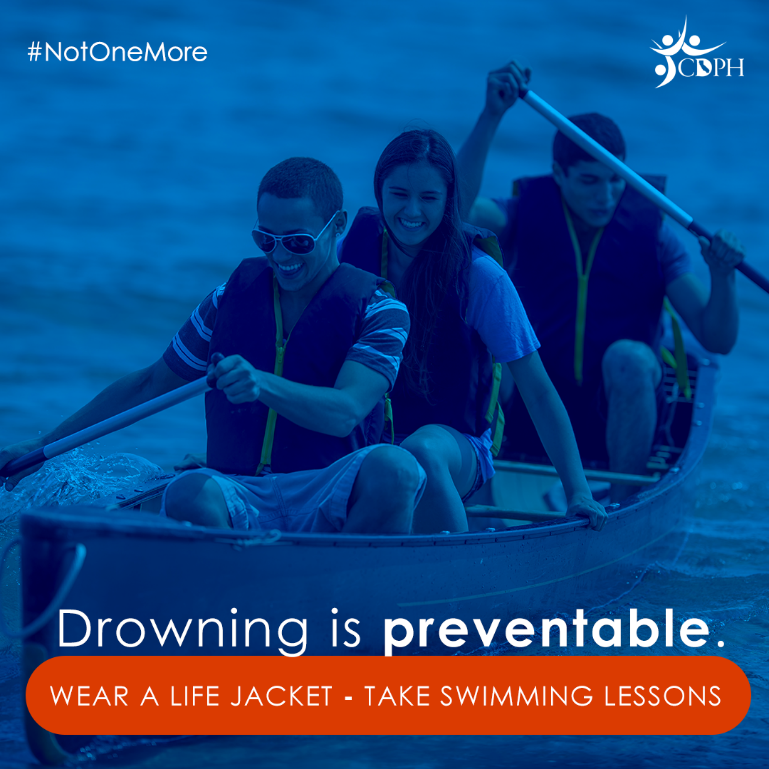 #NotOneMore
CDPH
Drowning is preventable.
WEAR A LIFE JACKET - TAKE SWIMMING LESSONS